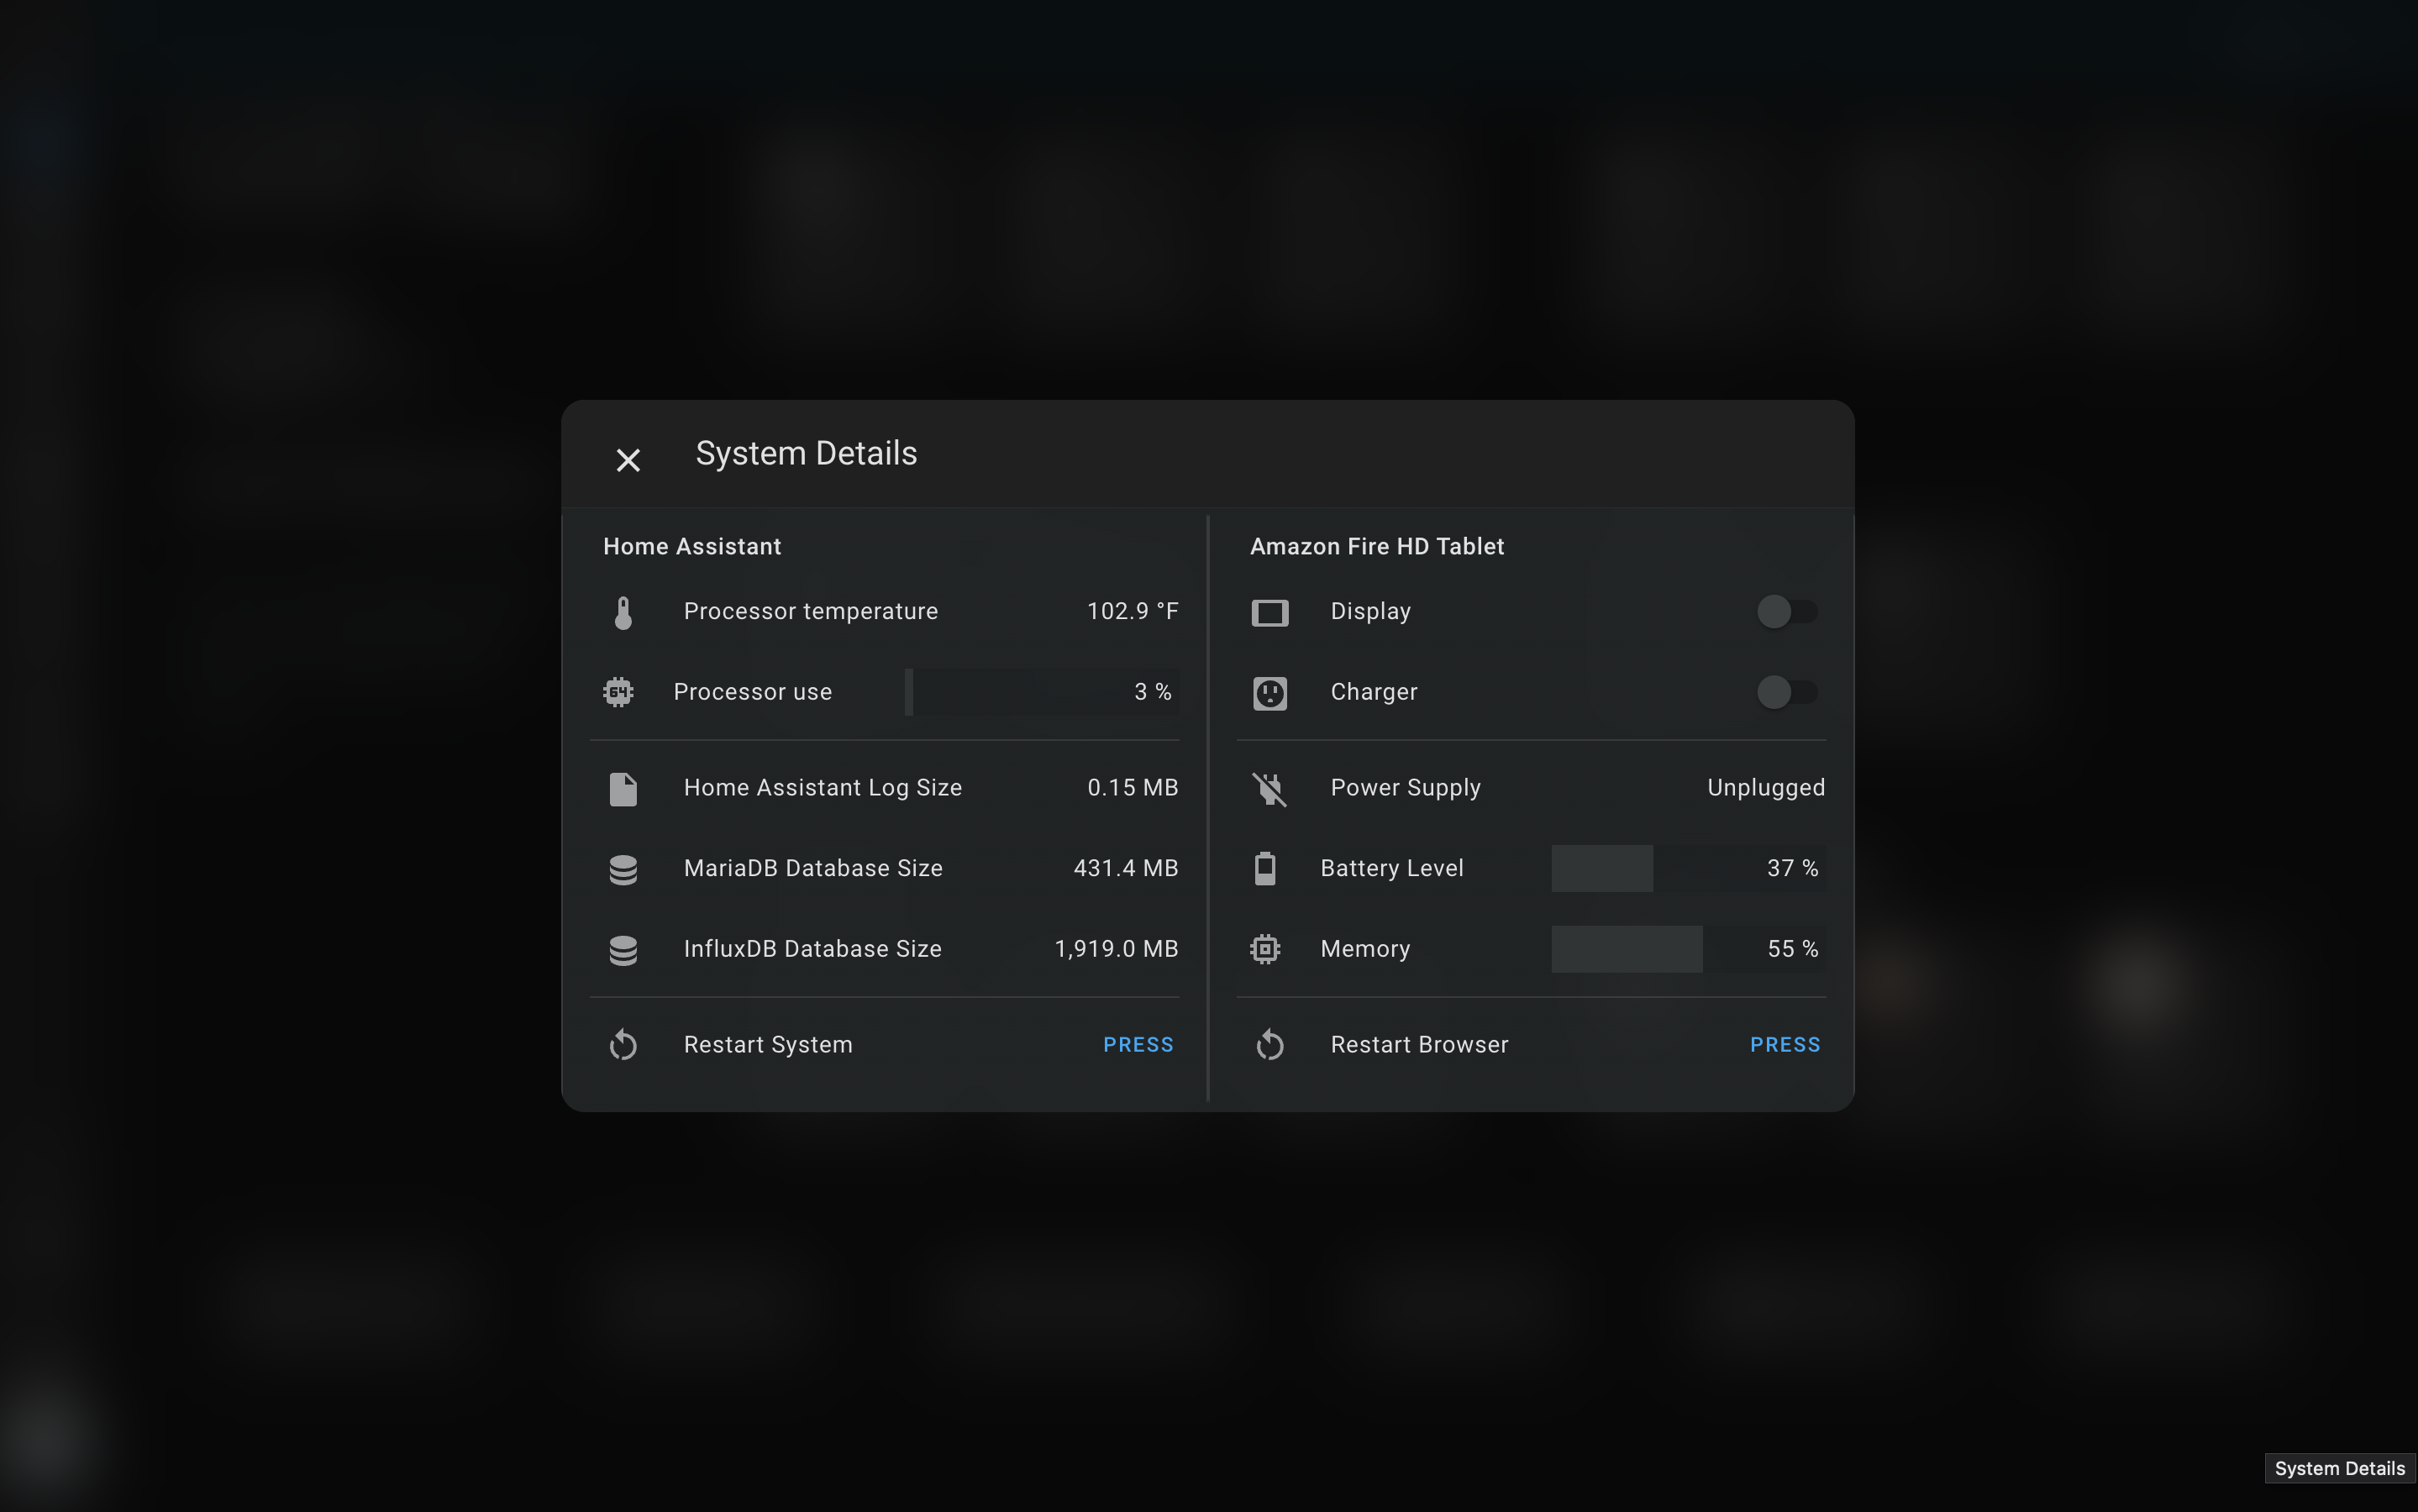 System Details
Home Assistant
Processor temperature 102.9 °F
64 Processor use 3 %
Home Assistant Log Size 0.15 MB
MariaDB Database Size 431.4 MB
InfluxDB Database Size 1,919.0 MB
Restart System PRESS
Amazon Fire HD Tablet
Display
Charger
Power Supply Unplugged
Battery Level 37 %
Memory 55 %
Restart Browser PRESS
System Details